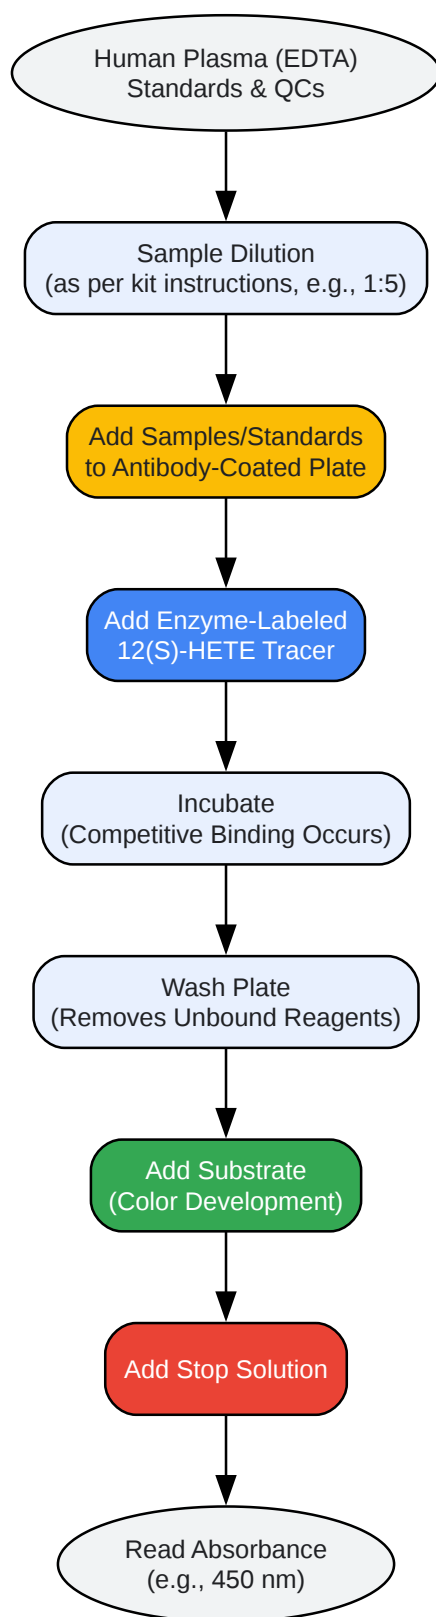 Human Plasma (EDTA)
Standards & QCs
Sample Dilution
(as per kit instructions, e.g., 1:5)
Add Samples/Standards
to Antibody-Coated Plate
Add Enzyme-Labeled
12(S)-HETE Tracer
Incubate
(Competitive Binding Occurs)
Wash Plate
(Removes Unbound Reagents)
Add Substrate
(Color Development)
Add Stop Solution
Read Absorbance
(e.g., 450 nm)